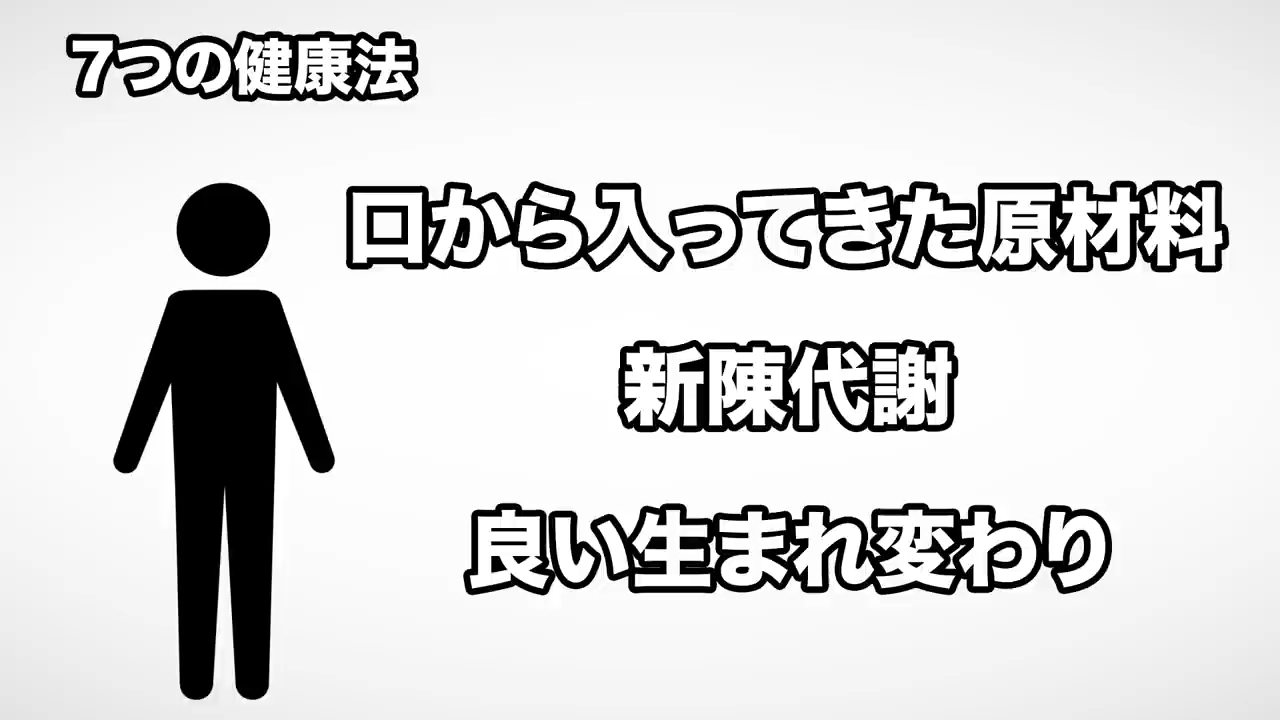 7つの健康法
口から入ってきた原材料
新陳代謝
良い生まれ変わり